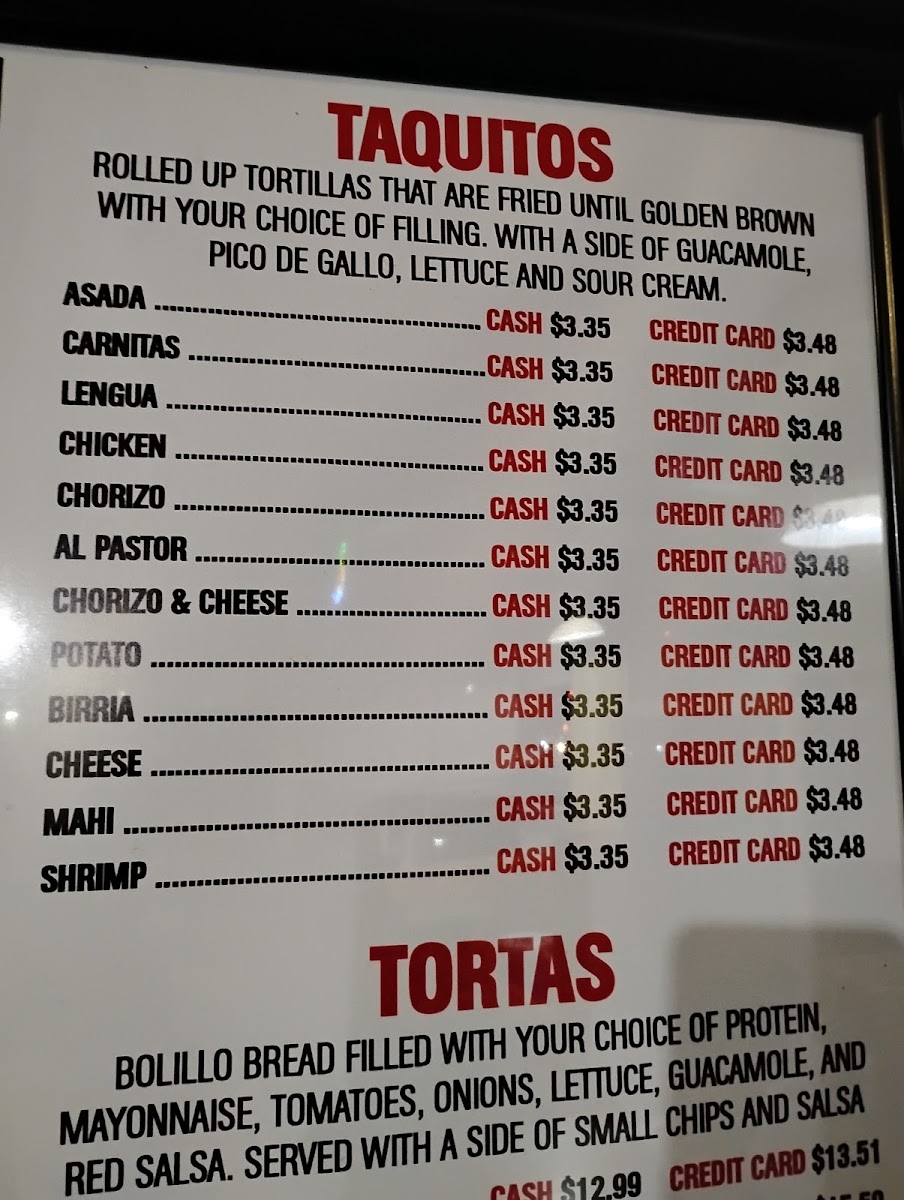 TAQUITOS
ROLLED UP TORTILLAS THAT ARE FRIED UNTIL GOLDEN BROWN
WITH YOUR CHOICE OF FILLING. WITH A SIDE OF GUACAMOLE,
PICO DE GALLO, LETTUCE AND SOUR CREAM.
ASADA ........ CASH $3.35 CREDIT CARD $3.48
CARNITAS ........ CASH $3.35 CREDIT CARD $3.48
LENGUA ........ CASH $3.35 CREDIT CARD $3.48
CHICKEN ........ CASH $3.35 CREDIT CARD $3.48
CHORIZO ........ CASH $3.35 CREDIT CARD $3.48
AL PASTOR ........ CASH $3.35 CREDIT CARD $3.48
CHORIZO & CHEESE ........ CASH $3.35 CREDIT CARD $3.48
POTATO ........ CASH $3.35 CREDIT CARD $3.48
BIRRIA ........ CASH $3.35 CREDIT CARD $3.48
CHEESE ........ CASH $3.35 CREDIT CARD $3.48
MAHI ........ CASH $3.35 CREDIT CARD $3.48
SHRIMP ........ CASH $3.35 CREDIT CARD $3.48
TORTAS
BOLILLO BREAD FILLED WITH YOUR CHOICE OF PROTEIN,
MAYONNAISE, TOMATOES, ONIONS, LETTUCE, GUACAMOLE, AND
RED SALSA. SERVED WITH A SIDE OF SMALL CHIPS AND SALSA
CASH $12.99 CREDIT CARD $13.51